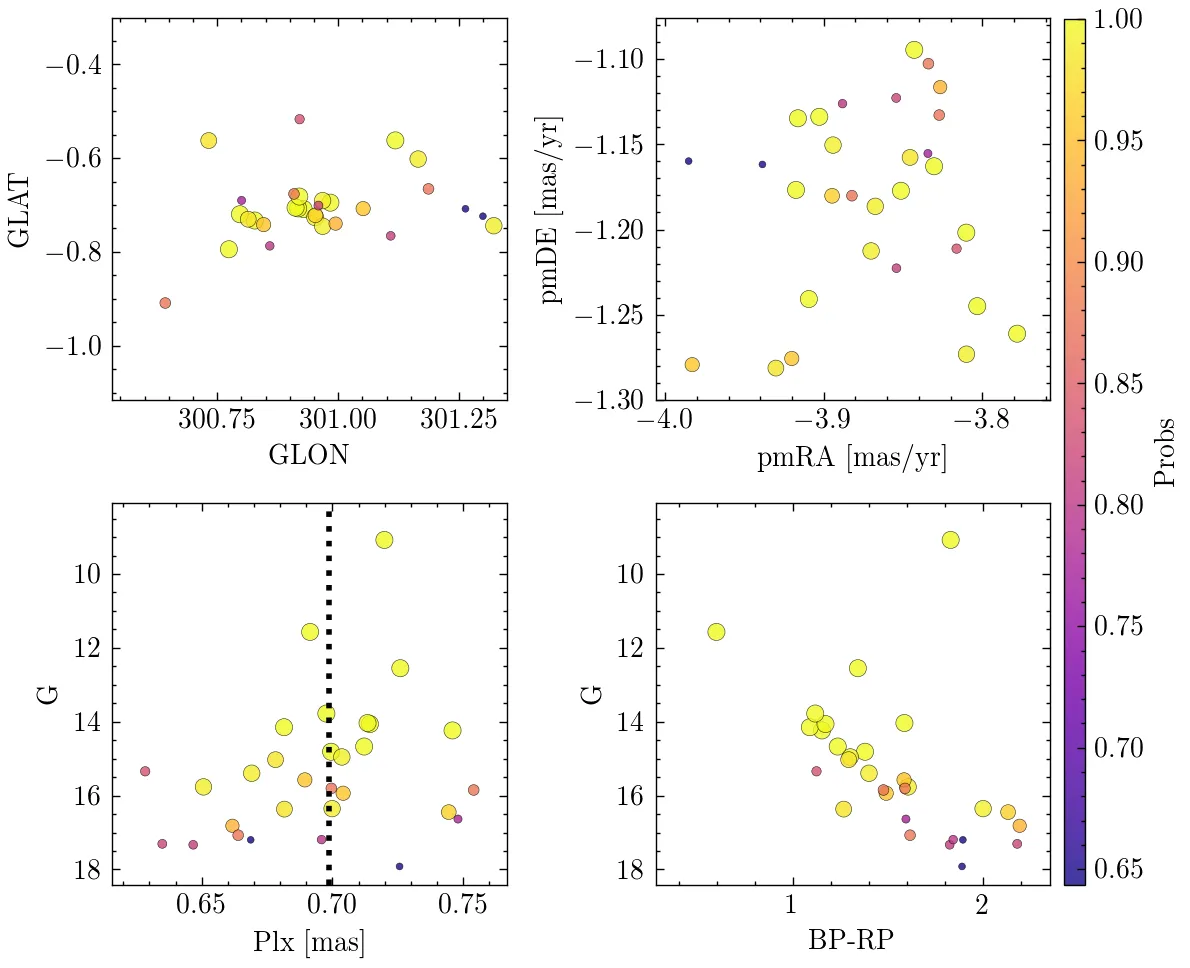 −0.4
−0.6
−0.8
−1.0
GLAT
300.75 301.00 301.25
GLON
−1.10
−1.15
−1.20
−1.25
−1.30
pmDE [mas/yr]
−4.0 −3.9 −3.8
pmRA [mas/yr]
10
12
14
16
18
G
0.65 0.70 0.75
Plx [mas]
10
12
14
16
18
G
1 2
BP-RP
1.00
0.95
0.90
0.85
0.80
0.75
0.70
0.65
Probs